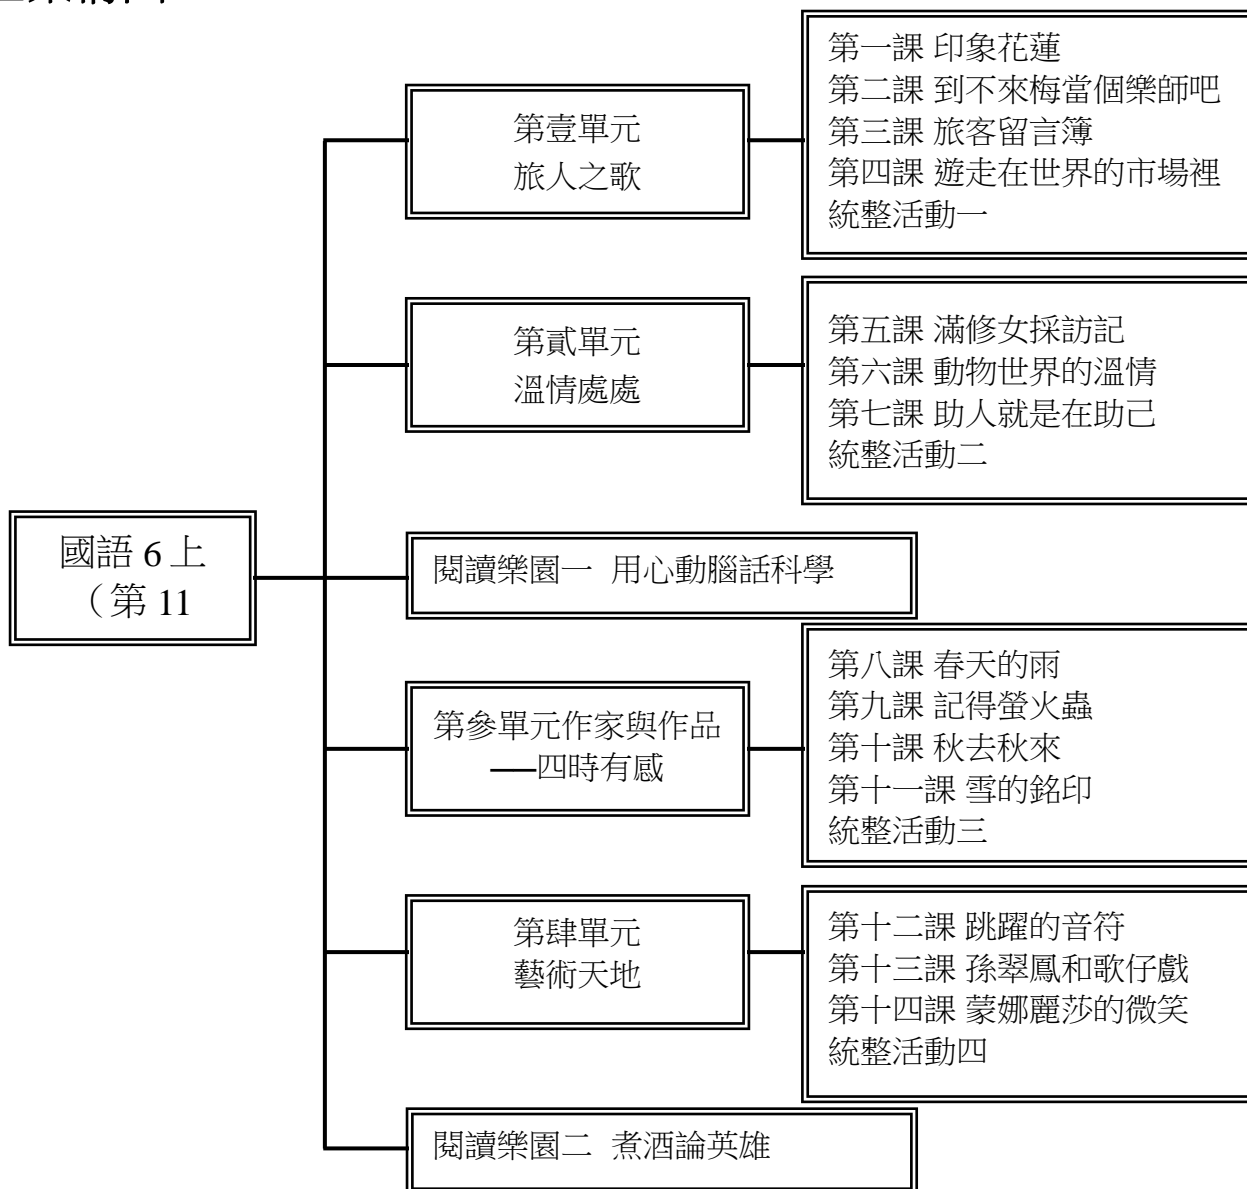 國語 6 上
（第 11
第壹單元
旅人之歌
第一課 印象花蓮
第二課 到不來梅當個樂師吧
第三課 旅客留言簿
第四課 遊走在世界的市場裡
統整活動一
第貳單元
溫情處處
第五課 滿修女採訪記
第六課 動物世界的溫情
第七課 助人就是在助己
統整活動二
閱讀樂園一 用心動腦話科學
第參單元作家與作品
──四時有感
第八課 春天的雨
第九課 記得螢火蟲
第十課 秋去秋來
第十一課 雪的銘印
統整活動三
第肆單元
藝術天地
第十二課 跳躍的音符
第十三課 孫翠鳳和歌仔戲
第十四課 蒙娜麗莎的微笑
統整活動四
閱讀樂園二 煮酒論英雄